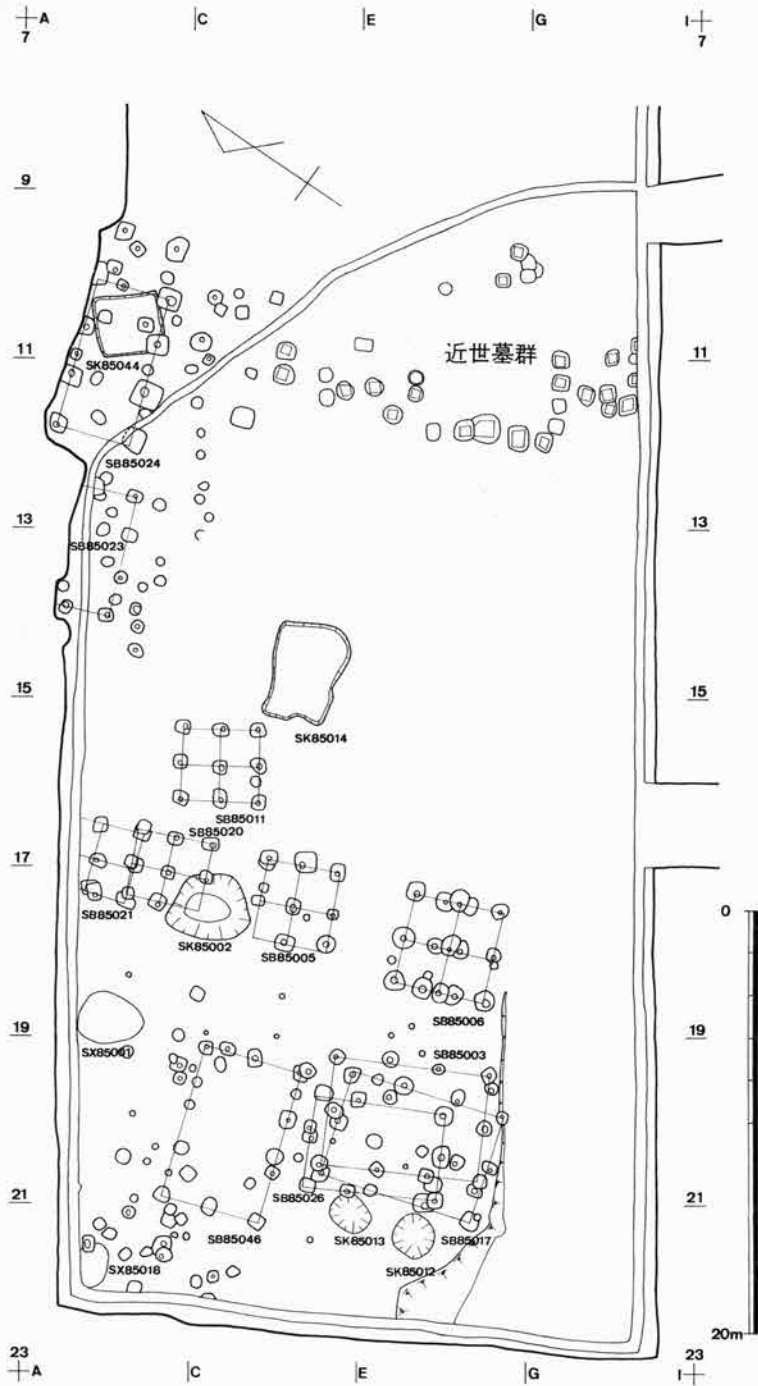 A C E G I
7 7
9
近世墓群
11 11
SK85044
SB85024
13 13
SB85023
15 15
SK85014
SB85011
SB85020
17 17
SB85021
SK85002
SB85005
0
SB85006
19 19
SX85001
SB85003
21 21
SB85026
SB85046
SK85013
SB85017
SK85012
SX85018
20m
23 23
A C E G I